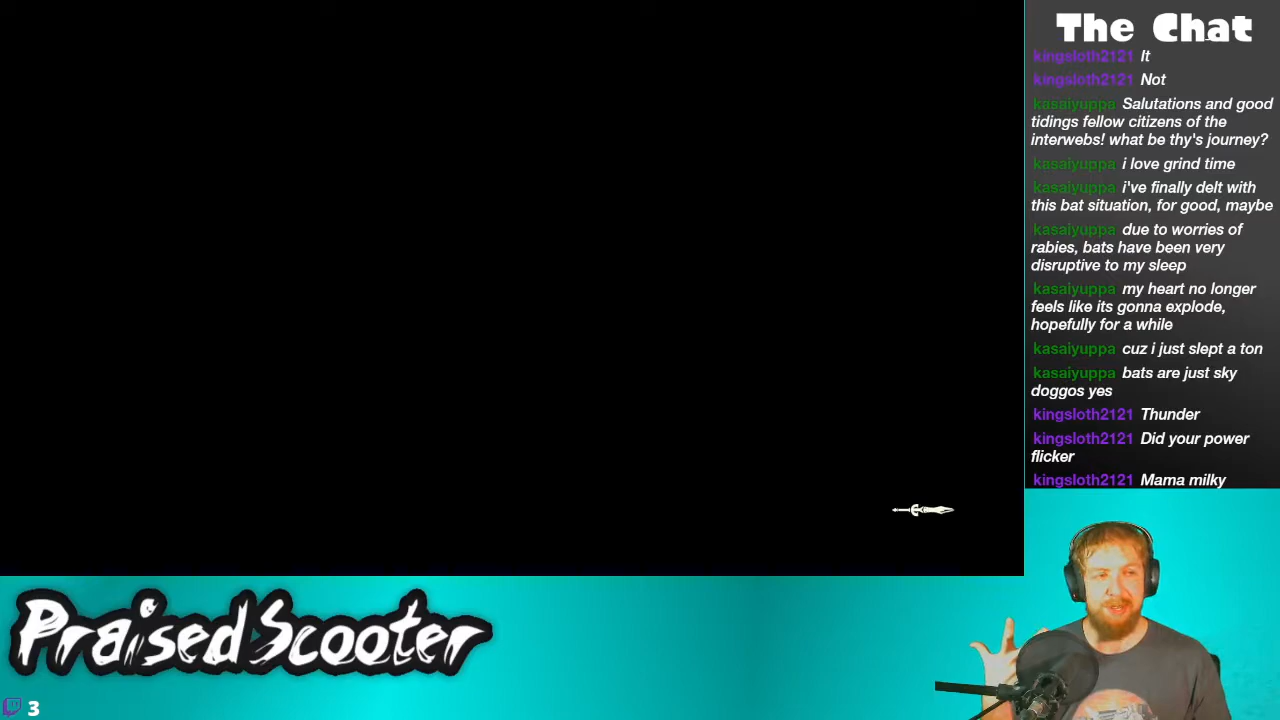 The Chat
kingsloth2121 It
kingsloth2121 Not
kasaiyuppa Salutations and good
tidings fellow citizens of the
interwebs! what be thy's journey?
kasaiyuppa i love grind time
kasaiyuppa i've finally delt with
this bat situation, for good, maybe
kasaiyuppa due to worries of
rabies, bats have been very
disruptive to my sleep
kasaiyuppa my heart no longer
feels like its gonna explode,
hopefully for a while
kasaiyuppa cuz i just slept a ton
kasaiyuppa bats are just sky
doggos yes
kingsloth2121 Thunder
kingsloth2121 Did your power
flicker
kingsloth2121 Mama milky
PraisedScooter
3